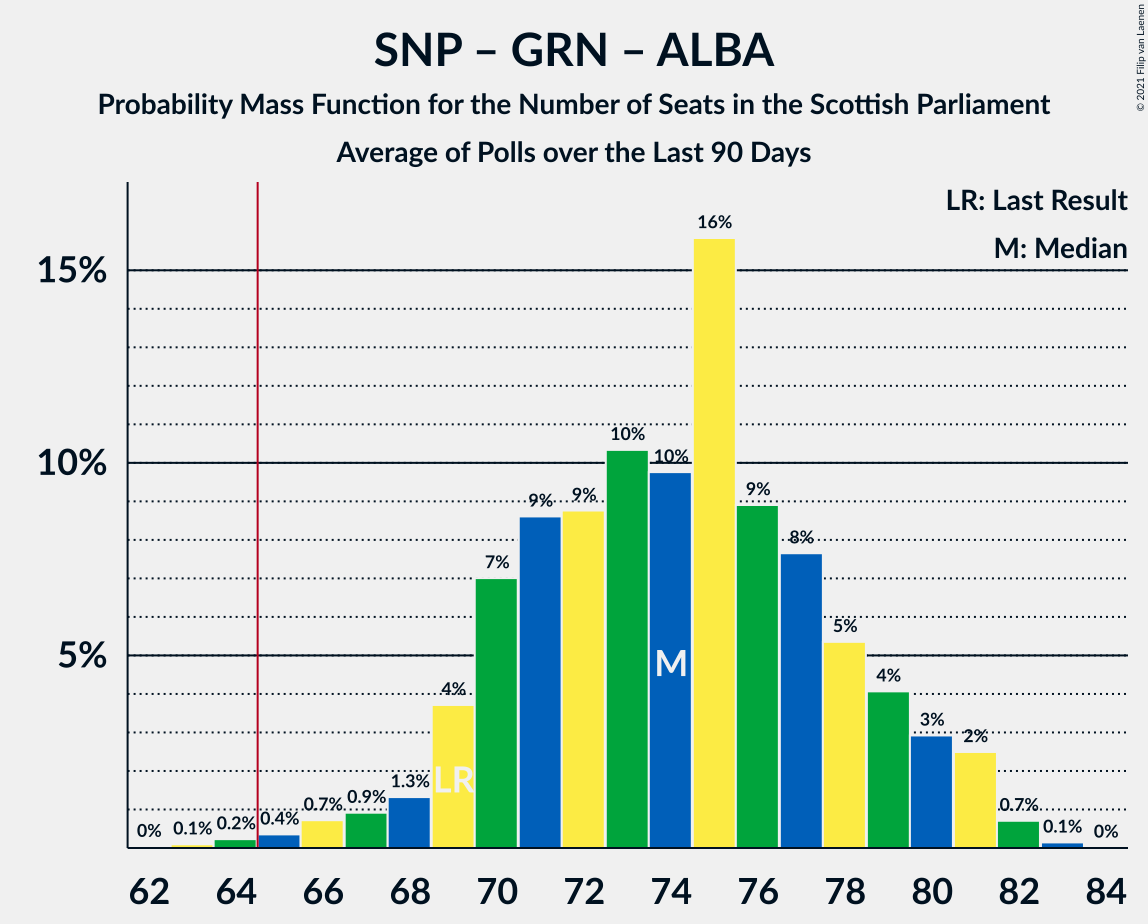 SNP – GRN – ALBA
Probability Mass Function for the Number of Seats in the Scottish Parliament
Average of Polls over the Last 90 Days
© 2021 Filip van Laenen
LR: Last Result
M: Median
15%
10%
5%
0%
0.1%
0.2%
0.4%
0.7%
0.9%
1.3%
4%
7%
9%
9%
10%
10%
16%
9%
8%
5%
4%
3%
2%
0.7%
0.1%
0%
LR
M
62 64 66 68 70 72 74 76 78 80 82 84